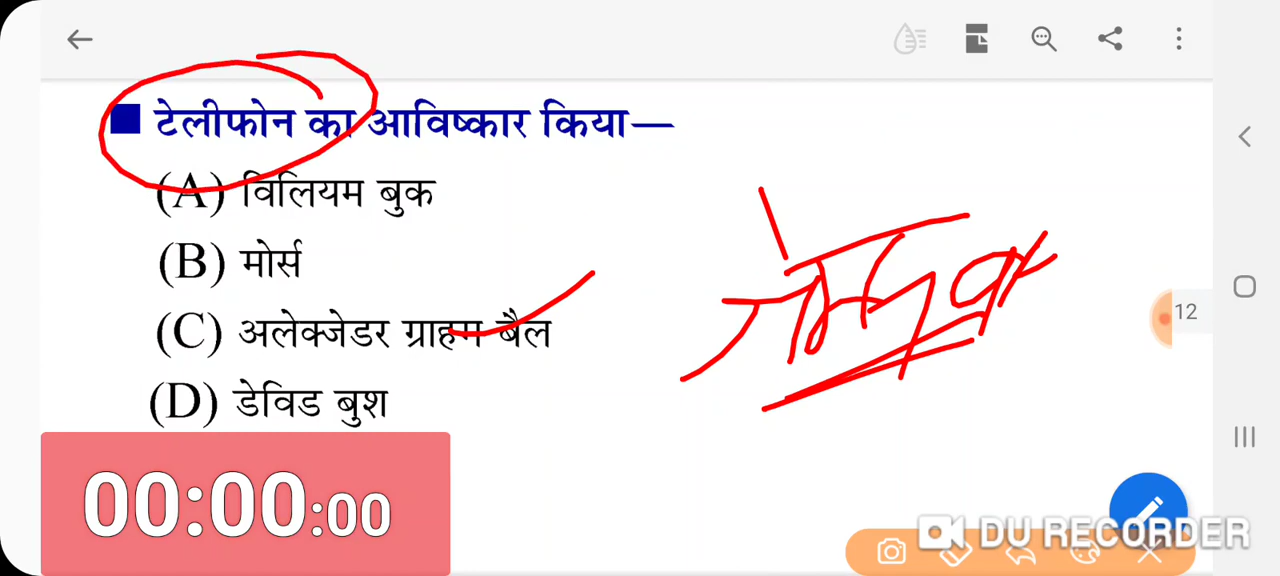 ■ टेलीफोन का आविष्कार किया—
(A) विलियम बुक
(B) मोर्स
(C) अलेक्जेडर ग्राहम बैल
(D) डेविड बुश
12
00:00:00
DU RECORDER